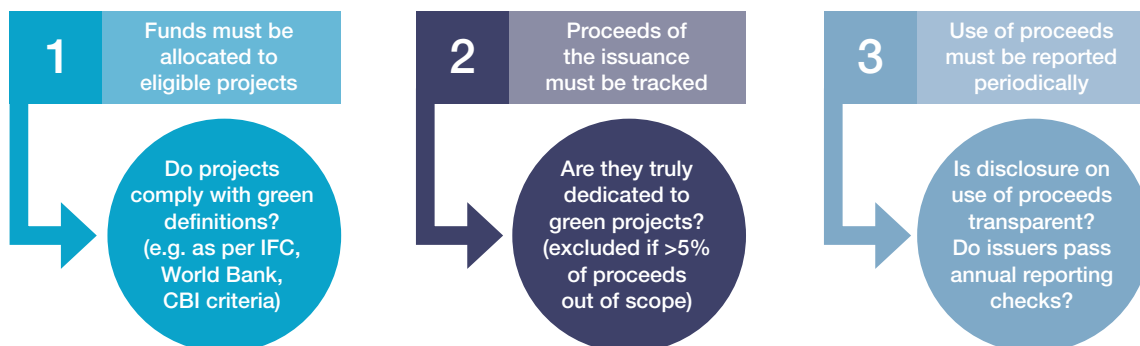 1
Funds must be
allocated to
eligible projects
Do projects
comply with green
definitions?
(e.g. as per IFC,
World Bank,
CBI criteria)
2
Proceeds of
the issuance
must be tracked
Are they truly
dedicated to
green projects?
(excluded if >5%
of proceeds
out of scope)
3
Use of proceeds
must be reported
periodically
Is disclosure on
use of proceeds
transparent?
Do issuers pass
annual reporting
checks?